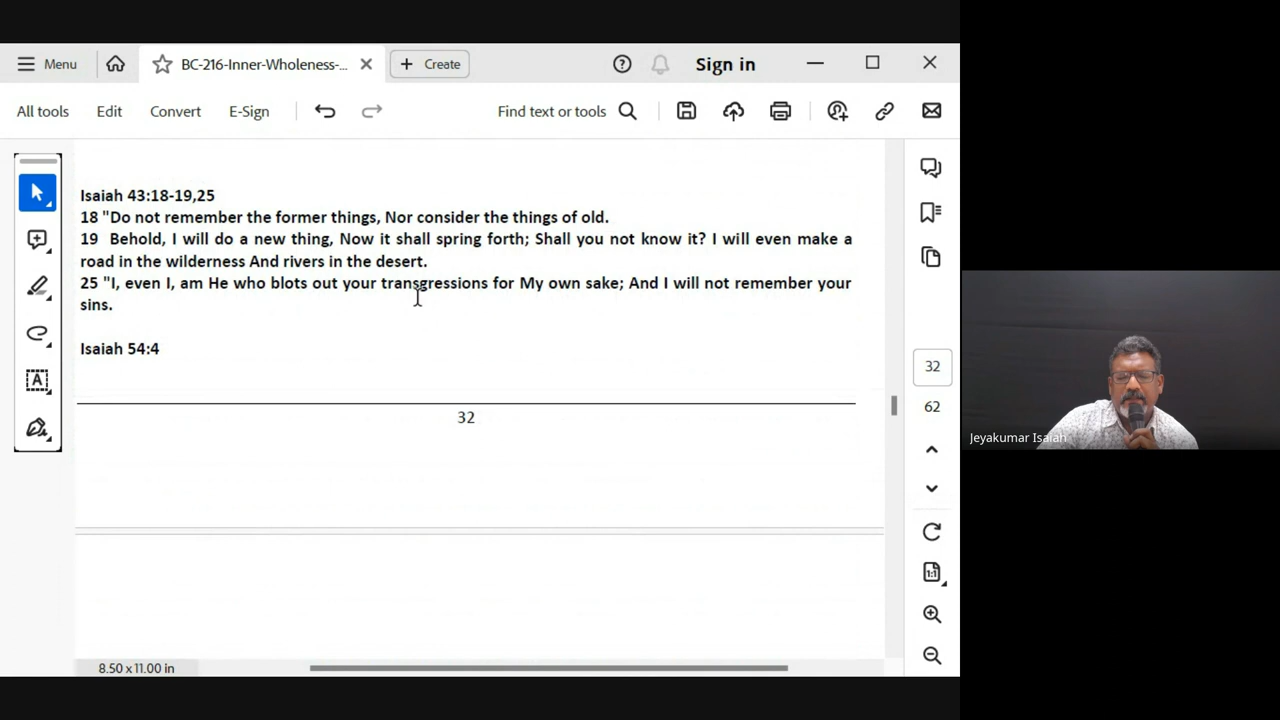 Menu
BC-216-Inner-Wholeness-...
Create
Sign in
All tools
Edit
Convert
E-Sign
Find text or tools
Isaiah 43:18-19,25
18 "Do not remember the former things, Nor consider the things of old.
19 Behold, I will do a new thing, Now it shall spring forth; Shall you not know it? I will even make a
road in the wilderness And rivers in the desert.
25 "I, even I, am He who blots out your transgressions for My own sake; And I will not remember your
sins.
Isaiah 54:4
32
32
62
1:1
8.50 x 11.00 in
Jeyakumar Isaiah